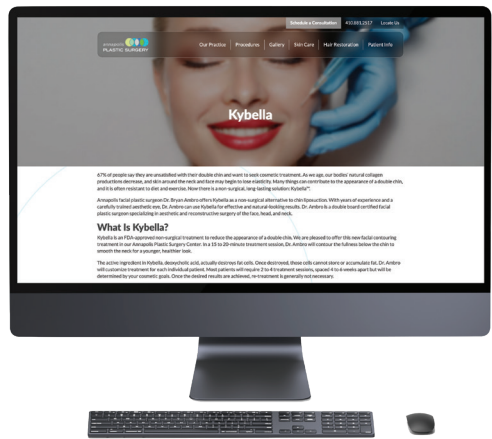 Schedule a Consultation 410.881.2517 Locate Us
annapolis
PLASTIC SURGERY
Our Practice Procedures Gallery Skin Care Hair Restoration Patient Info
Kybella
67% of people say they are unsatisfied with their double chin and want to seek cosmetic treatment. As we age, our bodies' natural collagen
productions decrease, and skin around the neck and face may begin to lose elasticity. Many things can contribute to the appearance of a double chin,
and it is often resistant to diet and exercise. Now there is a non-surgical, long-lasting solution: Kybella™.
Annapolis facial plastic surgeon Dr. Bryan Ambro offers Kybella as a non-surgical alternative to chin liposuction. With years of experience and a
carefully trained aesthetic eye, Dr. Ambro can use Kybella for effective and natural-looking results. Dr. Ambro is a double board certified facial
plastic surgeon specializing in aesthetic and reconstructive surgery of the face, head, and neck.
What Is Kybella?
Kybella is an FDA-approved non-surgical treatment to reduce the appearance of a double chin. We are pleased to offer this new facial contouring
treatment in our Annapolis Plastic Surgery Center. In a 15 to 20-minute treatment session, Dr. Ambro will contour the fullness below the chin to
smooth the neck for a younger, healthier look.
The active ingredient in Kybella, deoxycholic acid, actually destroys fat cells. Once destroyed, these cells cannot store or accumulate fat. Dr. Ambro
will customize treatment for each individual patient. Most patients will require 2 to 4 treatment sessions, spaced 4 to 6 weeks apart but will be
determined by your cosmetic goals. Once the desired results are achieved, re-treatment is generally not necessary.